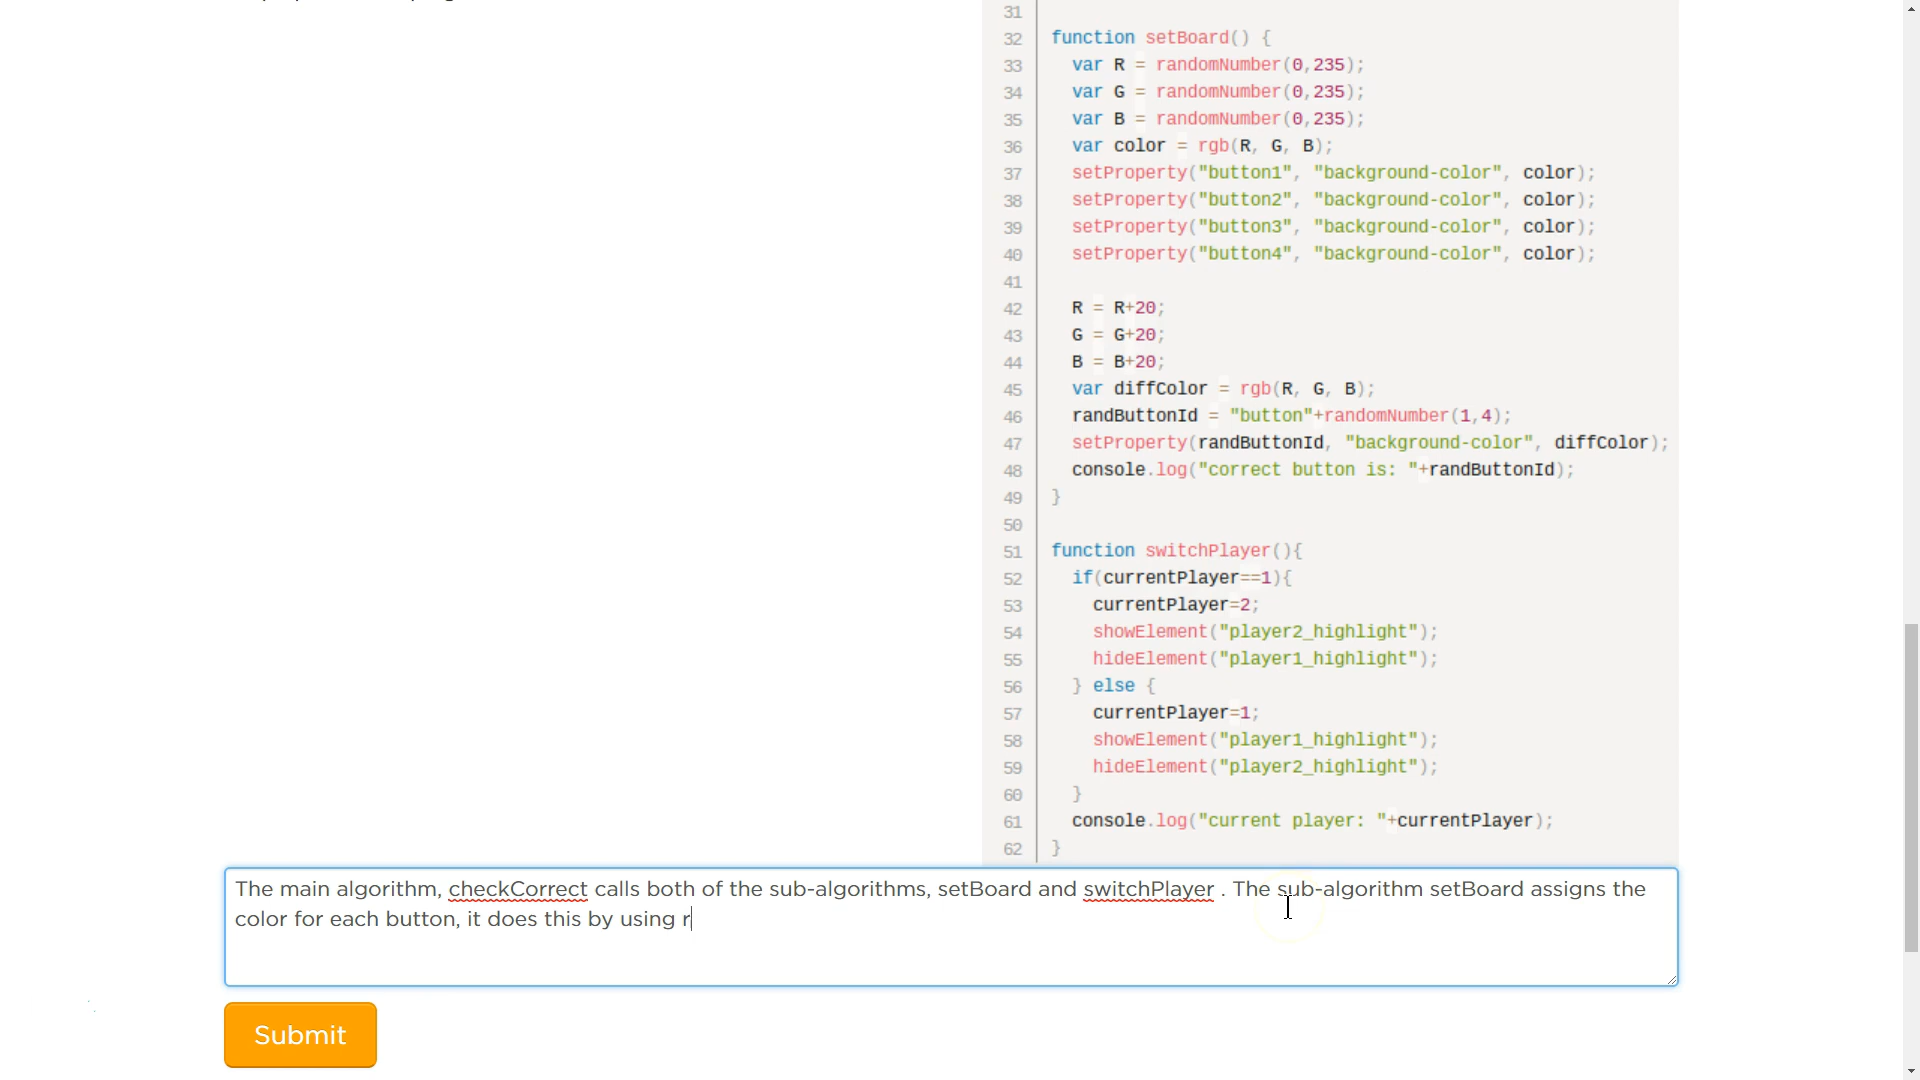 31
32 function setBoard() {
33 var R = randomNumber(0,235);
34 var G = randomNumber(0,235);
35 var B = randomNumber(0,235);
36 var color = rgb(R, G, B);
37 setProperty("button1", "background-color", color);
38 setProperty("button2", "background-color", color);
39 setProperty("button3", "background-color", color);
40 setProperty("button4", "background-color", color);
41
42 R = R+20;
43 G = G+20;
44 B = B+20;
45 var diffColor = rgb(R, G, B);
46 randButtonId = "button"+randomNumber(1,4);
47 setProperty(randButtonId, "background-color", diffColor);
48 console.log("correct button is: "+randButtonId);
49 }
50
51 function switchPlayer(){
52 if(currentPlayer==1){
53 currentPlayer=2;
54 showElement("player2_highlight");
55 hideElement("player1_highlight");
56 } else {
57 currentPlayer=1;
58 showElement("player1_highlight");
59 hideElement("player2_highlight");
60 }
61 console.log("current player: "+currentPlayer);
62 }
The main algorithm, checkCorrect calls both of the sub-algorithms, setBoard and switchPlayer . The sub-algorithm setBoard assigns the
color for each button, it does this by using r
Submit